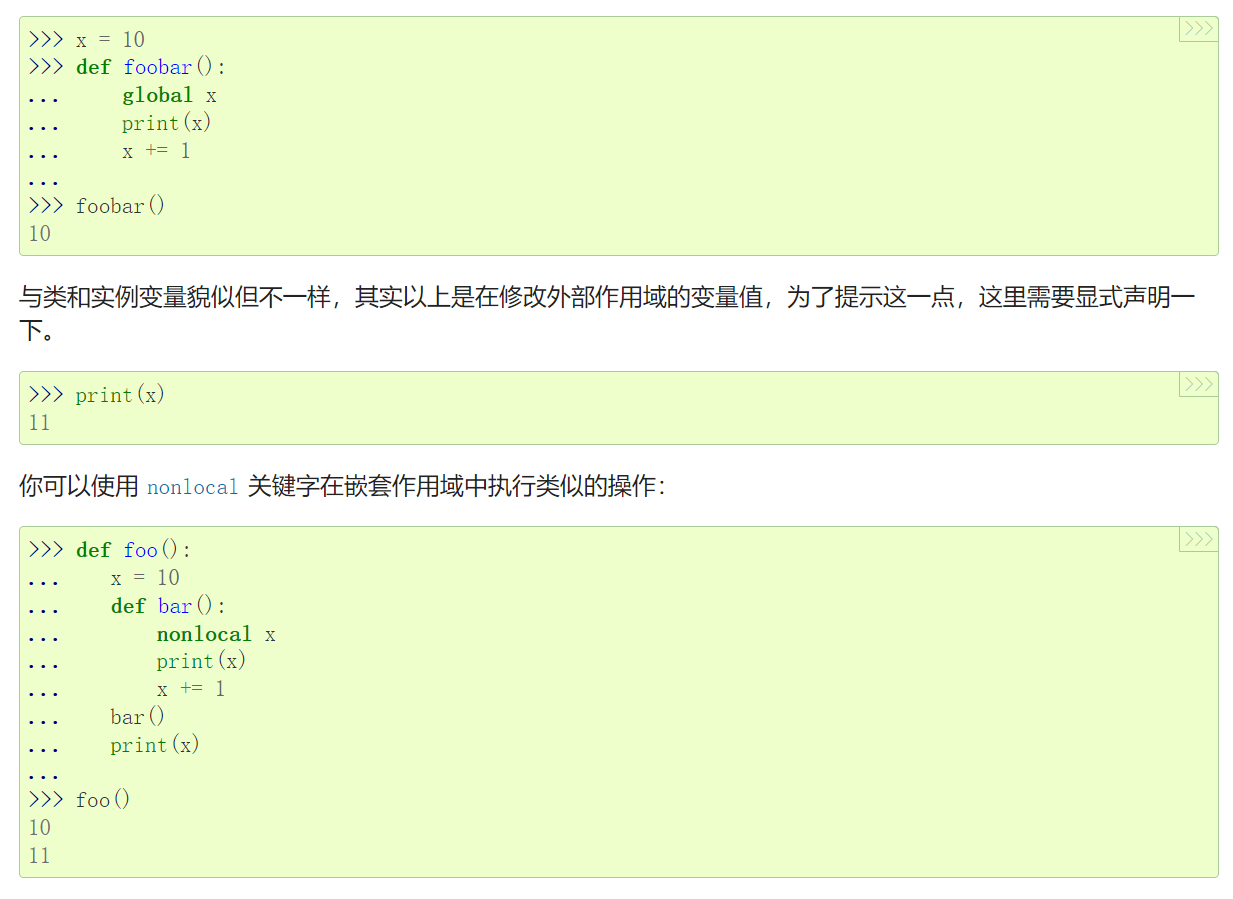 >>> x = 10
>>>
>>> def foobar():
...     global x
...     print(x)
...     x += 1
...
>>> foobar()
10
与类和实例变量貌似但不一样，其实以上是在修改外部作用域的变量值，为了提示这一点，这里需要显式声明一
下。
>>> print(x)
>>>
11
你可以使用 nonlocal 关键字在嵌套作用域中执行类似的操作：
>>> def foo():
>>>
...    x = 10
...    def bar():
...        nonlocal x
...        print(x)
...        x += 1
...    bar()
...    print(x)
...
>>> foo()
10
11